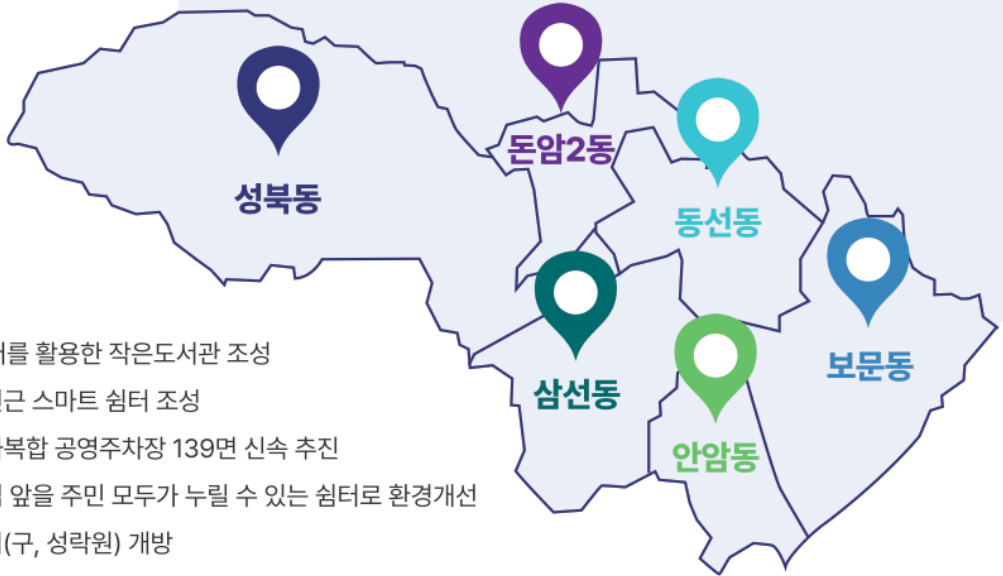 돈암2동
성북동
동선동
보문동
삼선동
안암동
를 활용한 작은도서관 조성
근 스마트 쉼터 조성
복합 공영주차장 139면 신속 추진
앞을 주민 모두가 누릴 수 있는 쉼터로 환경개선
(구, 성락원) 개방